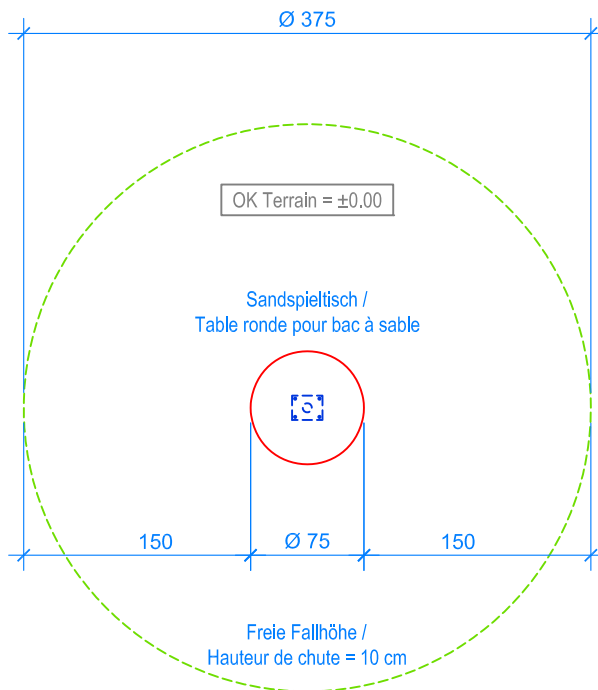 Ø 375
OK Terrain = ±0.00
Sandspieltisch /
Table ronde pour bac à sable
150
Ø 75
150
Freie Fallhöhe /
Hauteur de chute = 10 cm